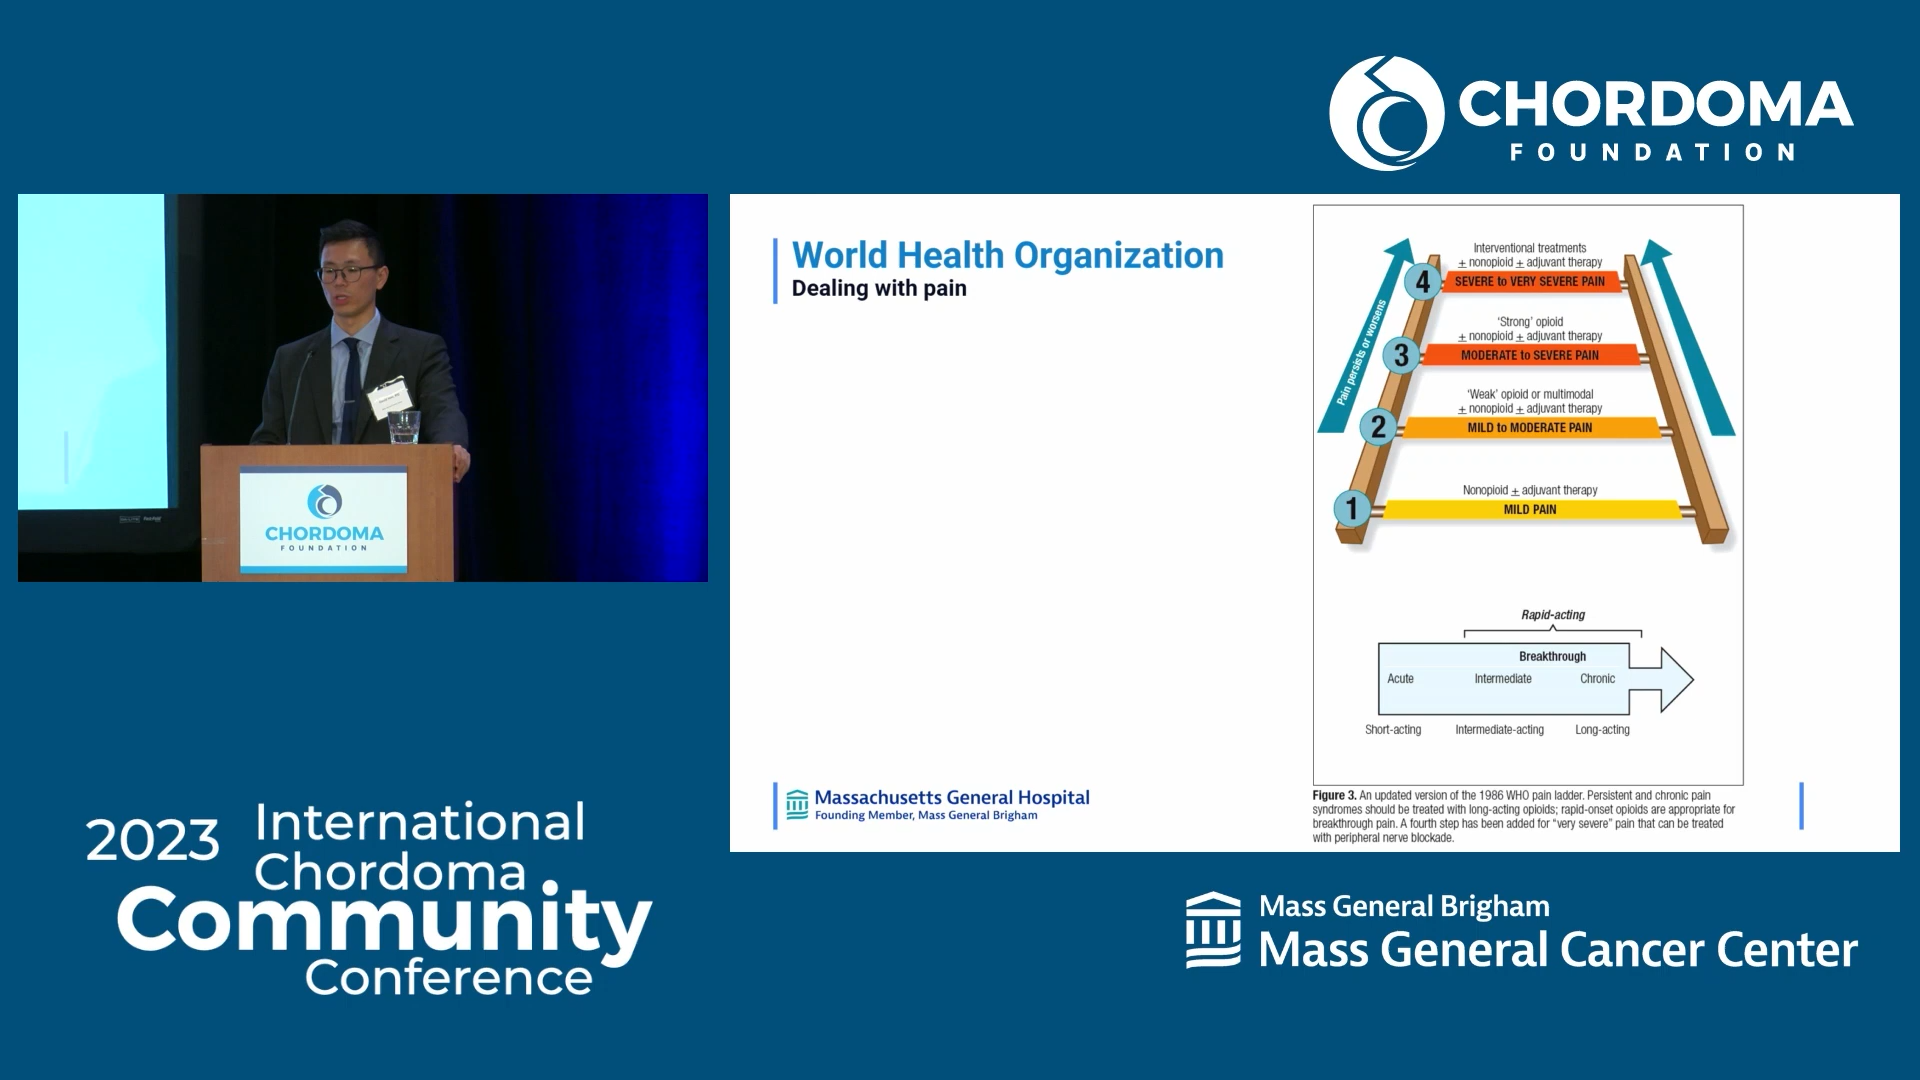 CHORDOMA
FOUNDATION
World Health Organization
Dealing with pain
Interventional treatments
± nonopioid ± adjuvant therapy
4
SEVERE to VERY SEVERE PAIN
'Strong' opioid
± nonopioid ± adjuvant therapy
3
MODERATE to SEVERE PAIN
'Weak' opioid or multimodal
± nonopioid ± adjuvant therapy
2
MILD to MODERATE PAIN
Nonopioid ± adjuvant therapy
1
MILD PAIN
Pain persists or worsens
Rapid-acting
Breakthrough
Acute
Intermediate
Chronic
Short-acting
Intermediate-acting
Long-acting
Figure 3. An updated version of the 1986 WHO pain ladder. Persistent and chronic pain
syndromes should be treated with long-acting opioids; rapid-onset opioids are appropriate for
breakthrough pain. A fourth step has been added for "very severe" pain that can be treated
with peripheral nerve blockade.
Massachusetts General Hospital
Founding Member, Mass General Brigham
CHORDOMA
FOUNDATION
2023 International
Chordoma
Community
Conference
Mass General Brigham
Mass General Cancer Center